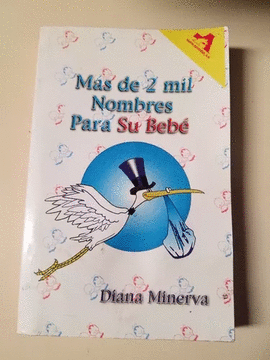 Mas de 2 mil
Nombres
Para Su Bebé
Diana Minerva